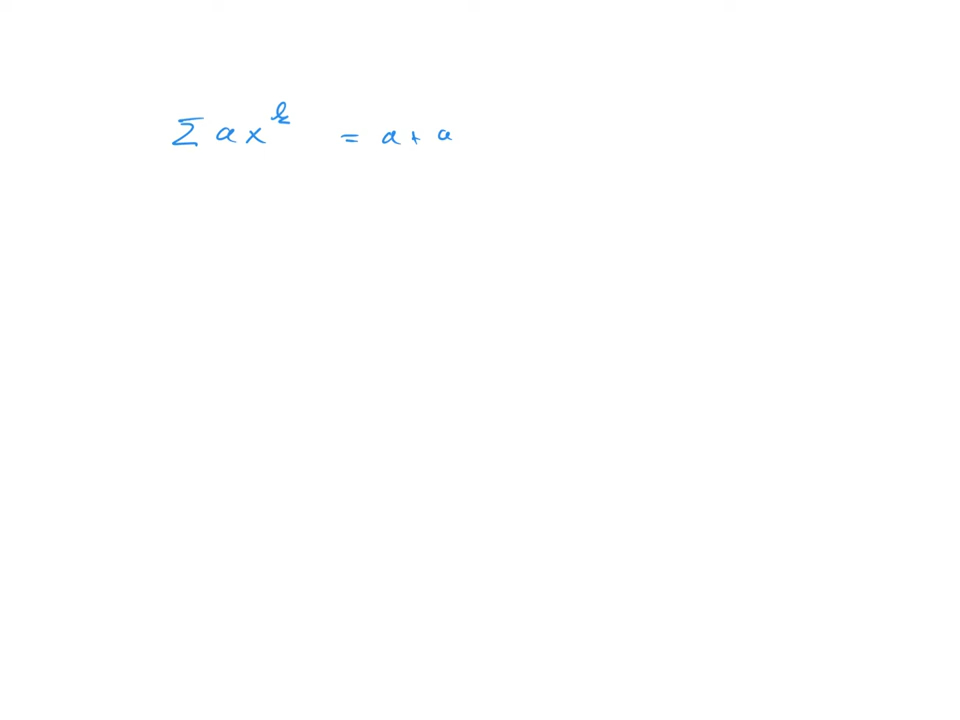 Σ a x^k = a + a